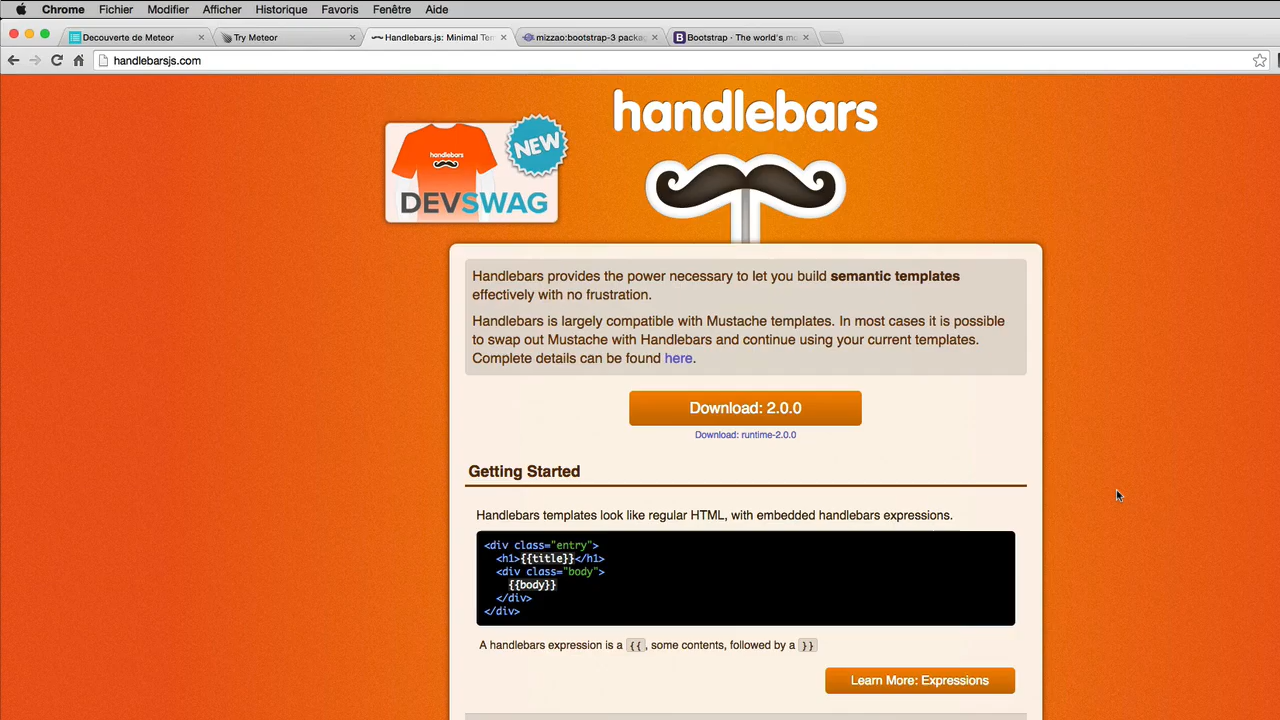 Chrome Fichier Modifier Afficher Historique Favoris Fenêtre Aide
Decouverte de Meteor
Try Meteor
Handlebars.js: Minimal Tem
mizzao:bootstrap-3 packag
Bootstrap · The world's mo
handlebarsjs.com
handlebars
NEW
handlebars
DEVSWAG
Handlebars provides the power necessary to let you build semantic templates
effectively with no frustration.
Handlebars is largely compatible with Mustache templates. In most cases it is possible
to swap out Mustache with Handlebars and continue using your current templates.
Complete details can be found here.
Download: 2.0.0
Download: runtime-2.0.0
Getting Started
Handlebars templates look like regular HTML, with embedded handlebars expressions.
<div class="entry">
<h1>{{title}}</h1>
<div class="body">
{{body}}
</div>
</div>
A handlebars expression is a {{, some contents, followed by a }}
Learn More: Expressions